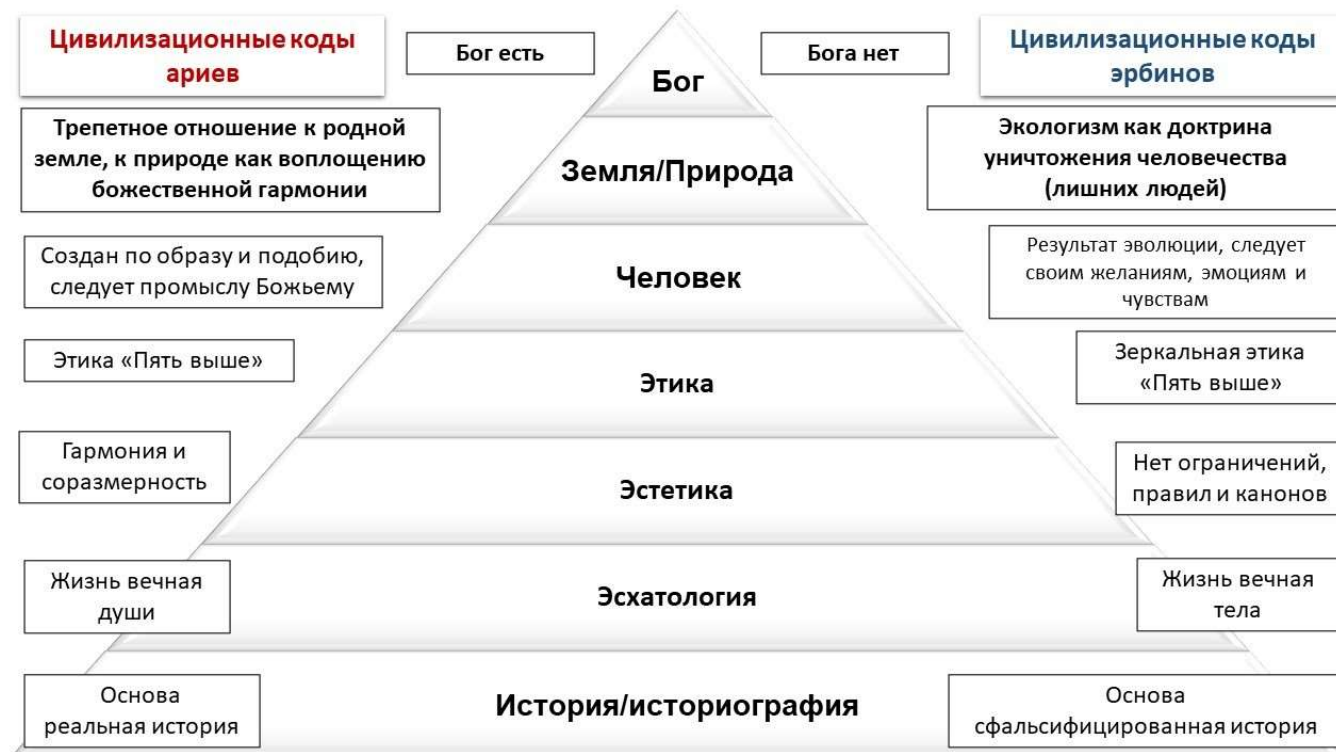 Цивилизационные коды
ариев
Бог есть
Бог
Бога нет
Цивилизационные коды
эрбинов
Трепетное отношение к родной
земле, к природе как воплощению
божественной гармонии
Земля/Природа
Экологизм как доктрина
уничтожения человечества
(лишних людей)
Создан по образу и подобию,
следует промыслу Божьему
Человек
Результат эволюции, следует
своим желаниям, эмоциям и
чувствам
Этика «Пять выше»
Этика
Зеркальная этика
«Пять выше»
Гармония и
соразмерность
Эстетика
Нет ограничений,
правил и канонов
Жизнь вечная
души
Эсхатология
Жизнь вечная
тела
Основа
реальная история
История/историография
Основа
сфальсифицированная история